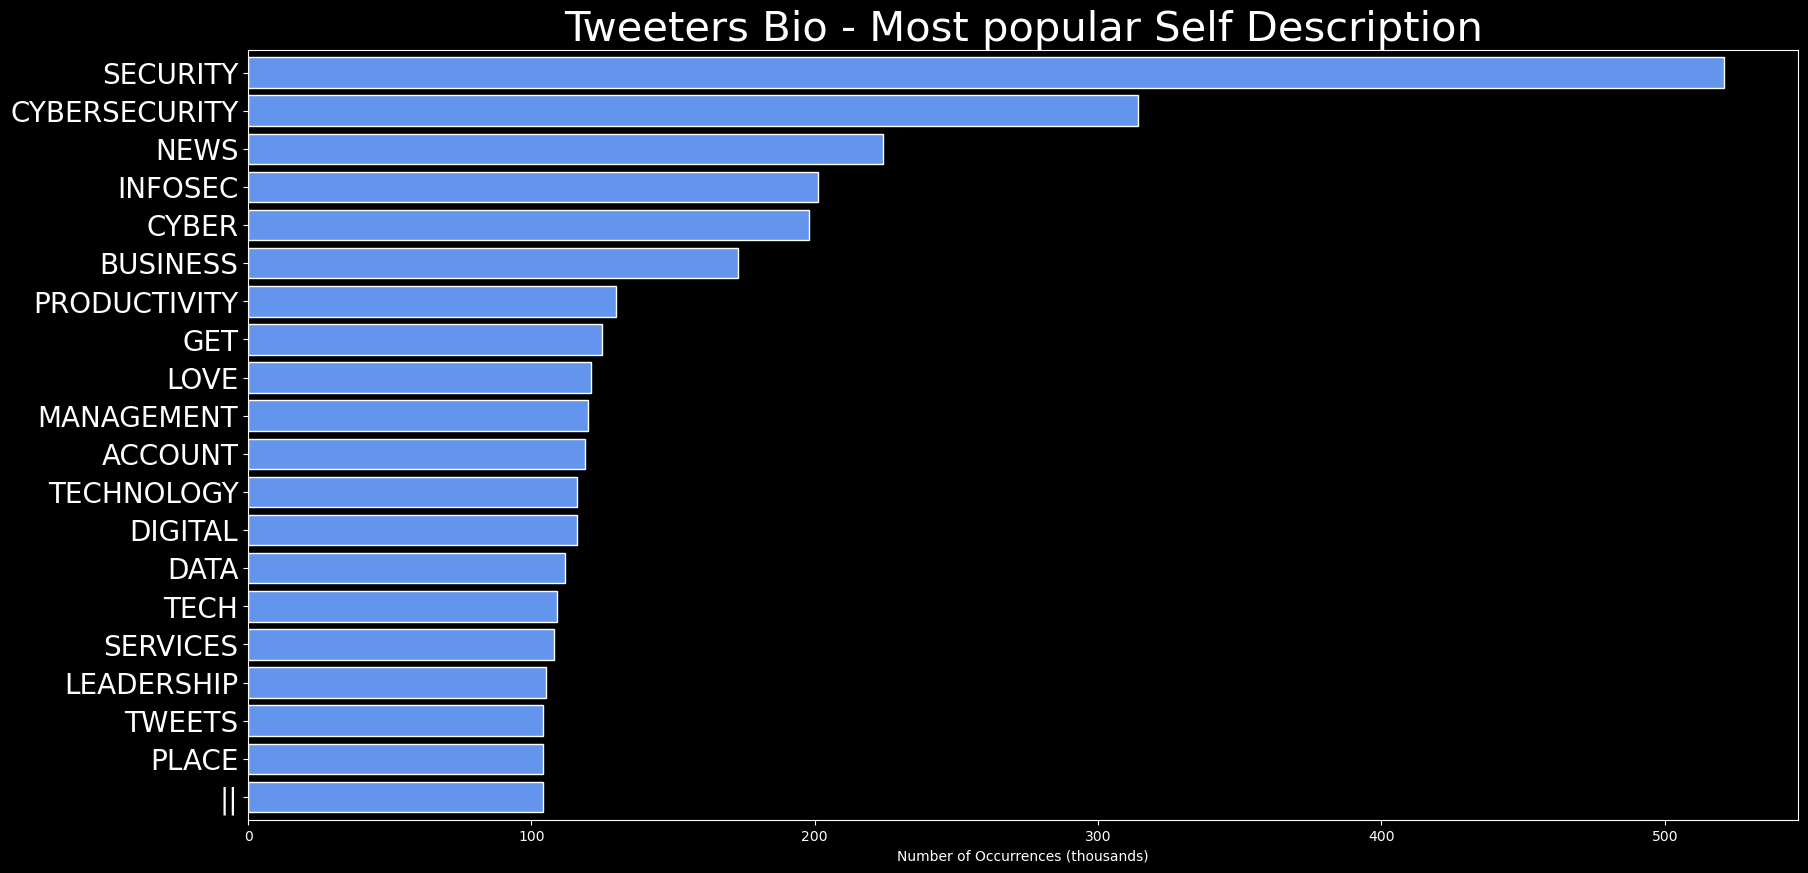 Tweeters Bio - Most popular Self Description
SECURITY
CYBERSECURITY
NEWS
INFOSEC
CYBER
BUSINESS
PRODUCTIVITY
GET
LOVE
MANAGEMENT
ACCOUNT
TECHNOLOGY
DIGITAL
DATA
TECH
SERVICES
LEADERSHIP
TWEETS
PLACE
||
0 100 200 300 400 500
Number of Occurrences (thousands)